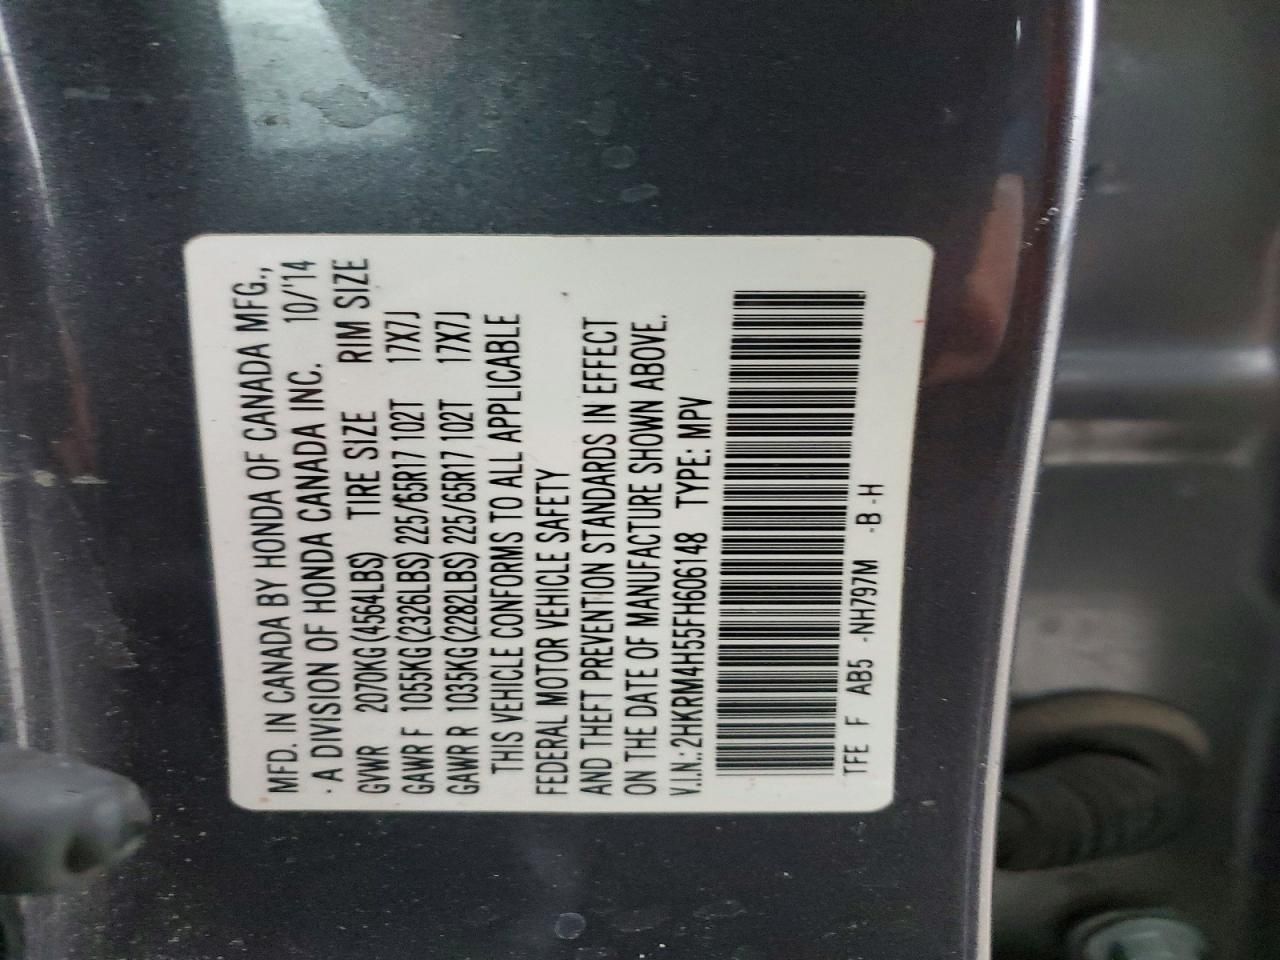 MFD. IN CANADA BY HONDA OF CANADA MFG.,
- A DIVISION OF HONDA CANADA INC. 10/'14
GVWR 2070KG(4564LBS) TIRE SIZE RIM SIZE
GAWR F 1055KG(2326LBS) 225/65R17 102T 17X7J
GAWR R 1035KG(2282LBS) 225/65R17 102T 17X7J
THIS VEHICLE CONFORMS TO ALL APPLICABLE
FEDERAL MOTOR VEHICLE SAFETY
AND THEFT PREVENTION STANDARDS IN EFFECT
ON THE DATE OF MANUFACTURE SHOWN ABOVE.
V.I.N.: 2HKRM4H55FH606148 TYPE: MPV
TFE F AB5 -NH797M -B -H